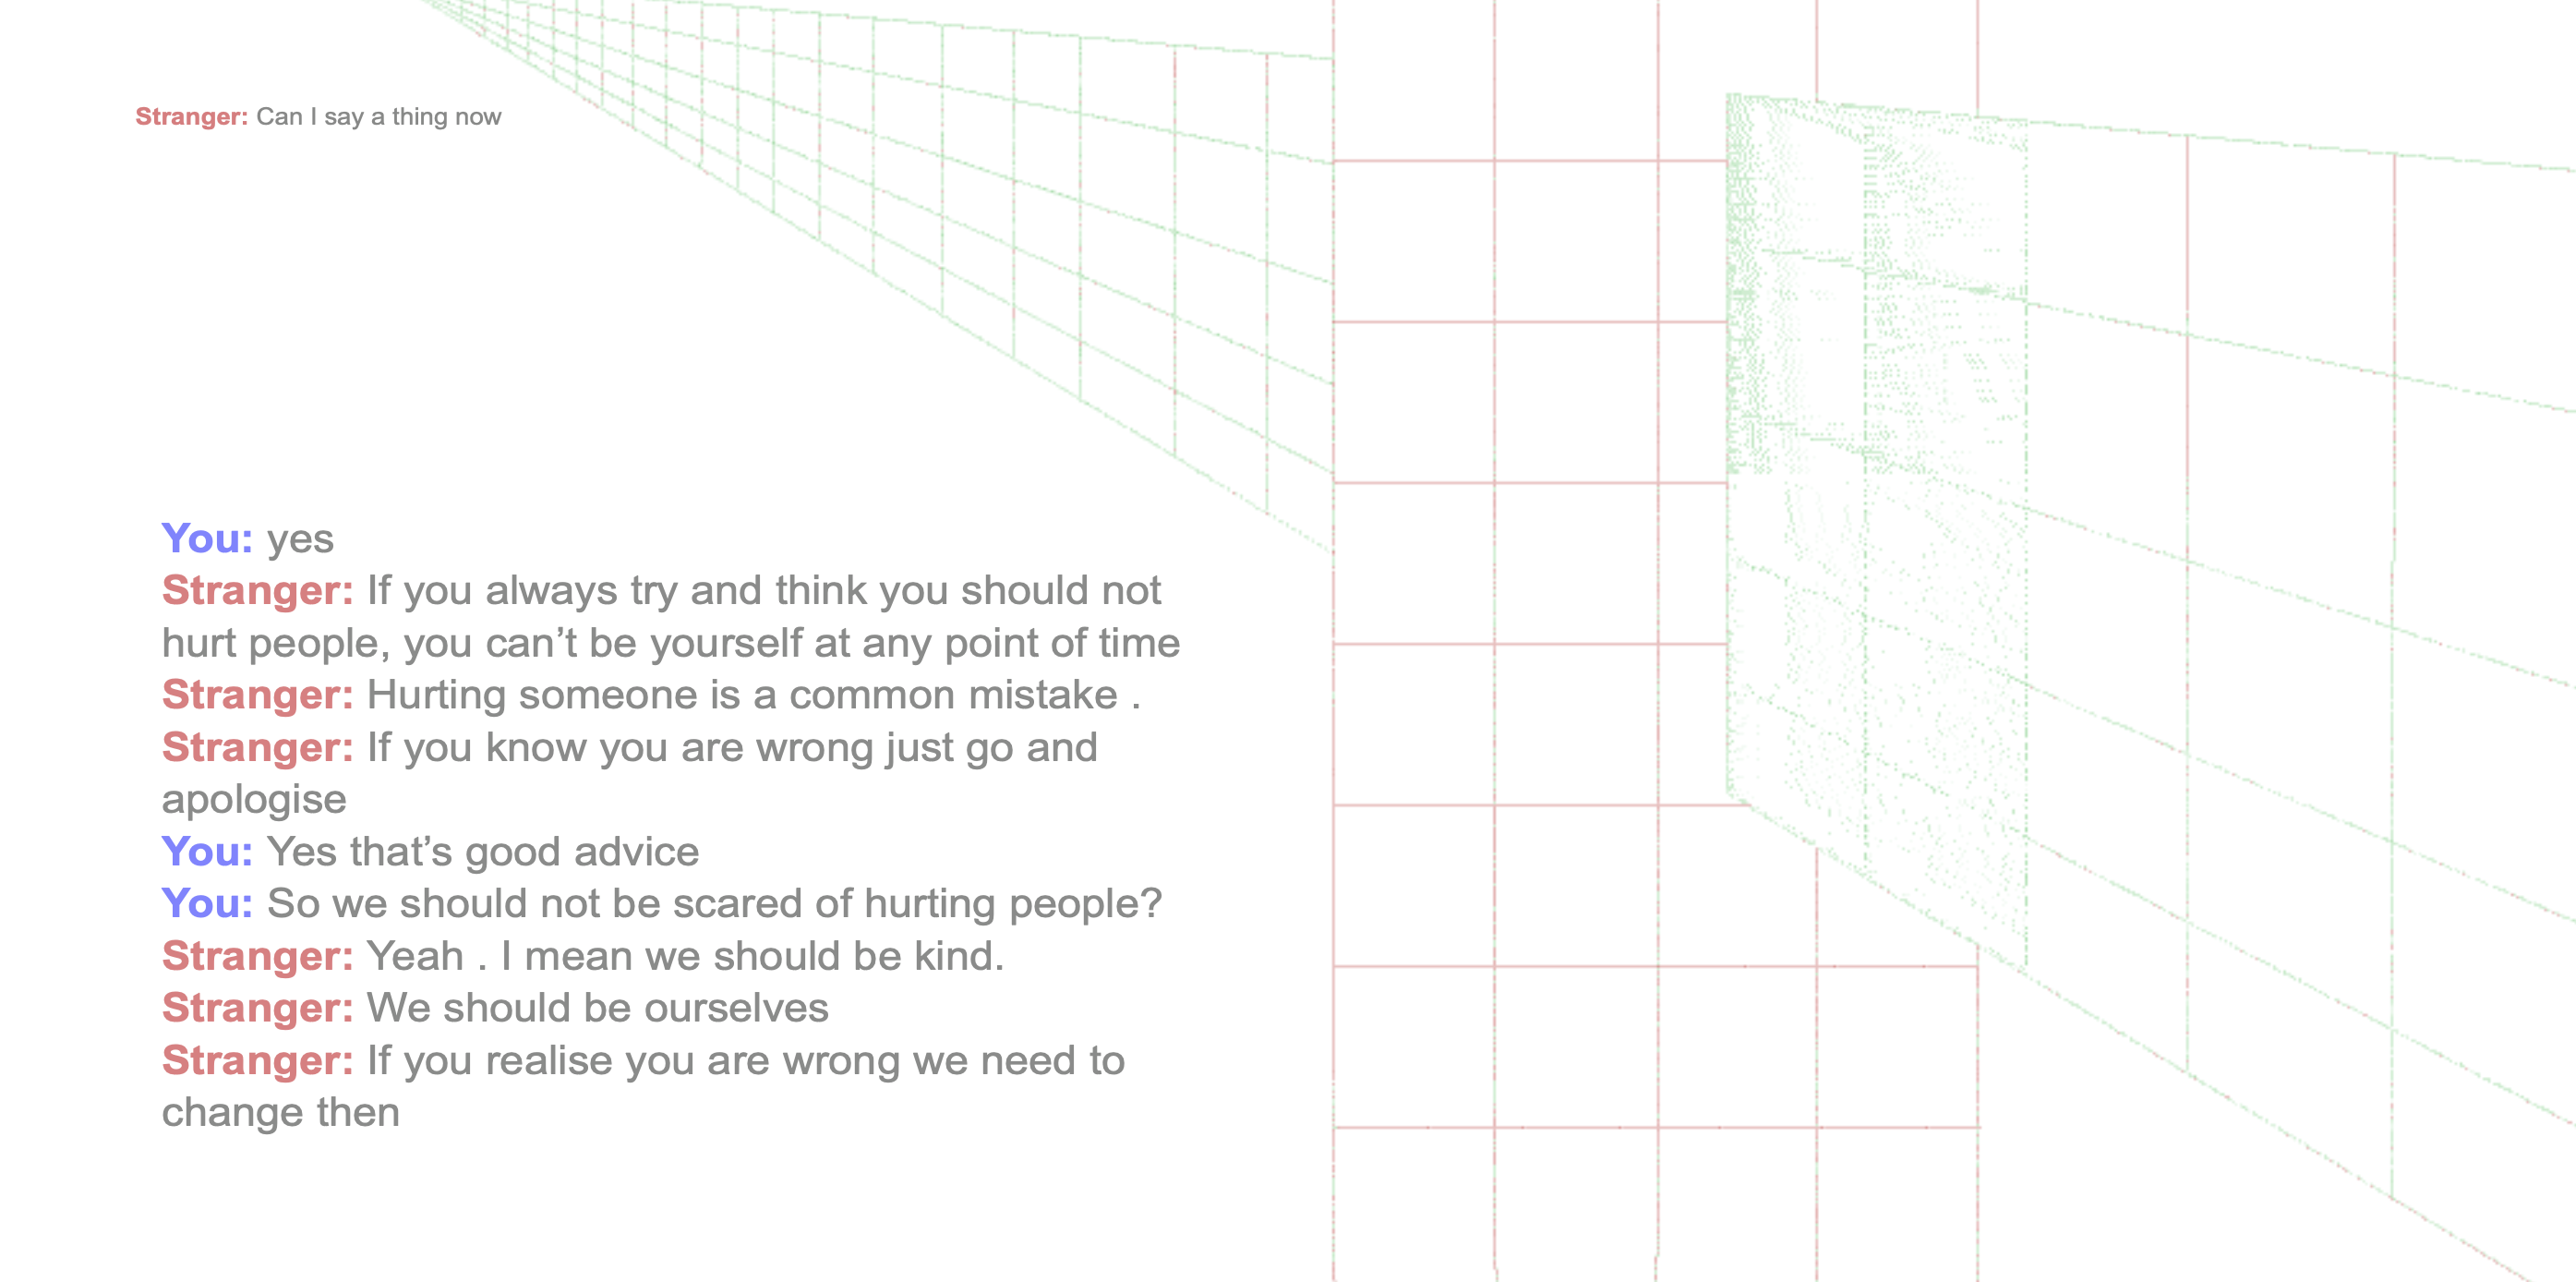 Stranger: Can I say a thing now
You: yes
Stranger: If you always try and think you should not
hurt people, you can’t be yourself at any point of time
Stranger: Hurting someone is a common mistake .
Stranger: If you know you are wrong just go and
apologise
You: Yes that’s good advice
You: So we should not be scared of hurting people?
Stranger: Yeah . I mean we should be kind.
Stranger: We should be ourselves
Stranger: If you realise you are wrong we need to
change then